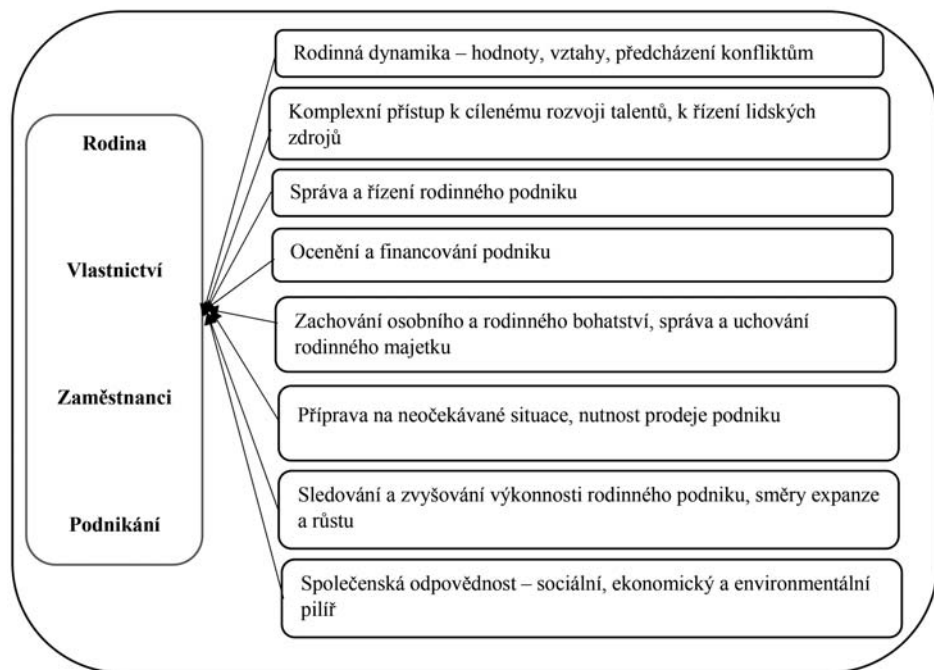 Rodina
Vlastnictví
Zaměstnanci
Podnikání
Rodinná dynamika – hodnoty, vztahy, předcházení konfliktům
Komplexní přístup k cílenému rozvoji talentů, k řízení lidských
zdrojů
Správa a řízení rodinného podniku
Ocenění a financování podniku
Zachování osobního a rodinného bohatství, správa a uchování
rodinného majetku
Příprava na neočekávané situace, nutnost prodeje podniku
Sledování a zvyšování výkonnosti rodinného podniku, směry expanze
a růstu
Společenská odpovědnost – sociální, ekonomický a environmentální
pilíř